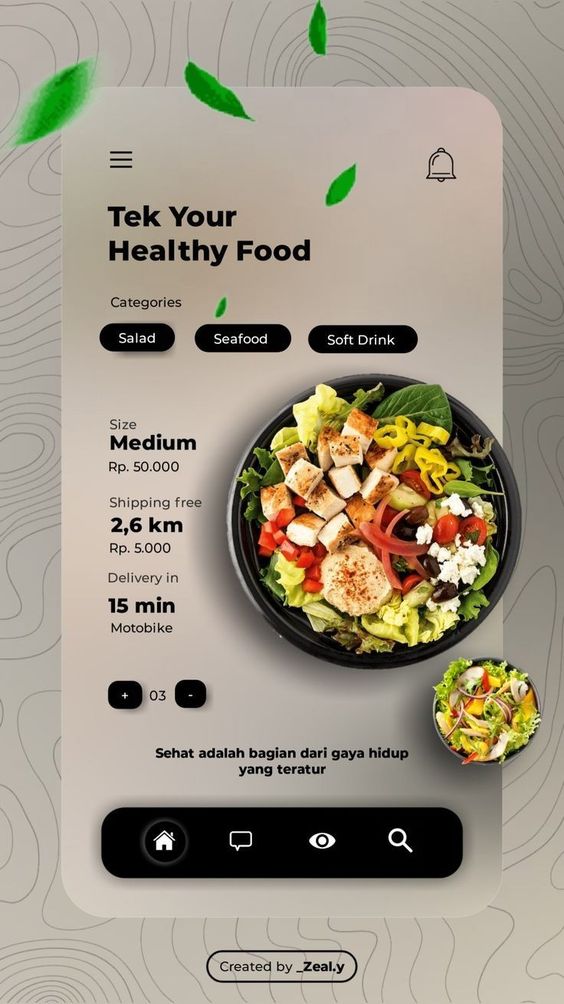 Tek Your
Healthy Food
Categories
Salad
Seafood
Soft Drink
Size
Medium
Rp. 50.000
Shipping free
2,6 km
Rp. 5.000
Delivery in
15 min
Motobike
+ 03 -
Sehat adalah bagian dari gaya hidup
yang teratur
Created by _Zeal.y